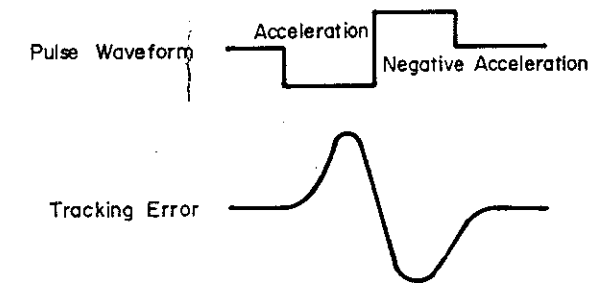 Acceleration
Pulse Waveform
Negative Acceleration
Tracking Error